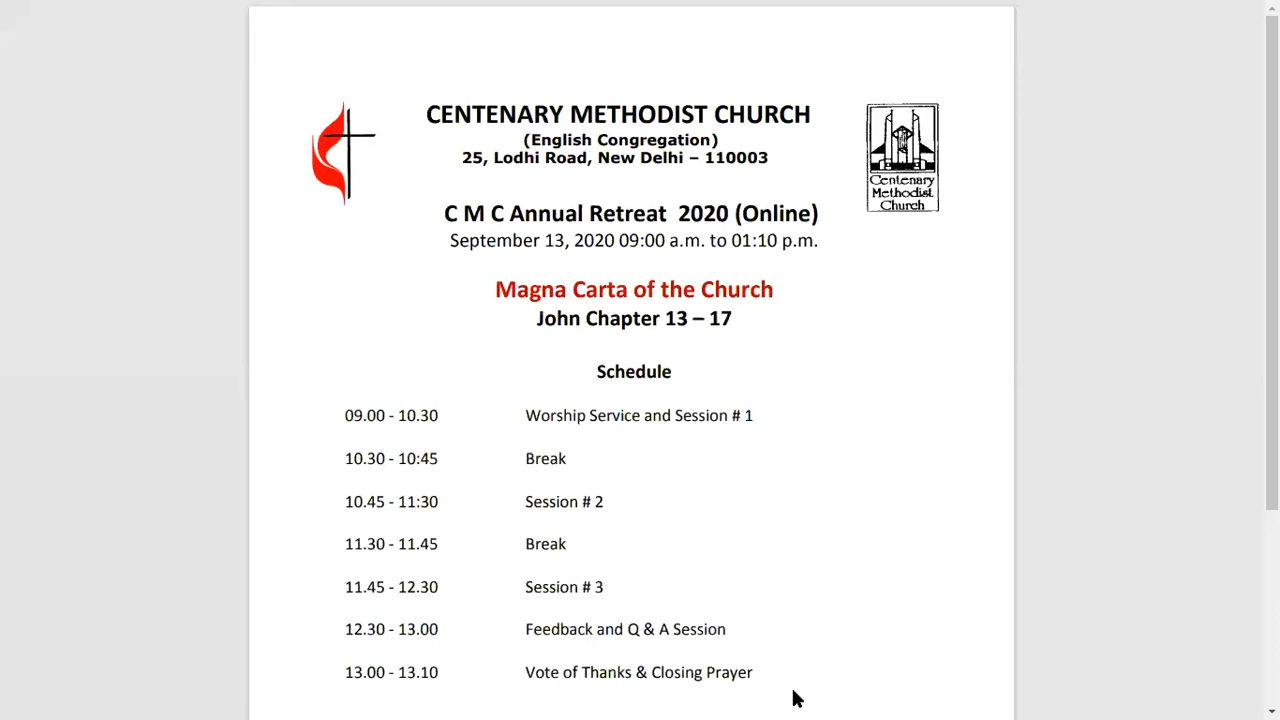 CENTENARY METHODIST CHURCH
(English Congregation)
25, Lodhi Road, New Delhi – 110003
Centenary
Methodist
Church
C M C Annual Retreat 2020 (Online)
September 13, 2020 09:00 a.m. to 01:10 p.m.
Magna Carta of the Church
John Chapter 13 – 17
Schedule
09.00 - 10.30 Worship Service and Session # 1
10.30 - 10:45 Break
10.45 - 11:30 Session # 2
11.30 - 11.45 Break
11.45 - 12.30 Session # 3
12.30 - 13.00 Feedback and Q & A Session
13.00 - 13.10 Vote of Thanks & Closing Prayer